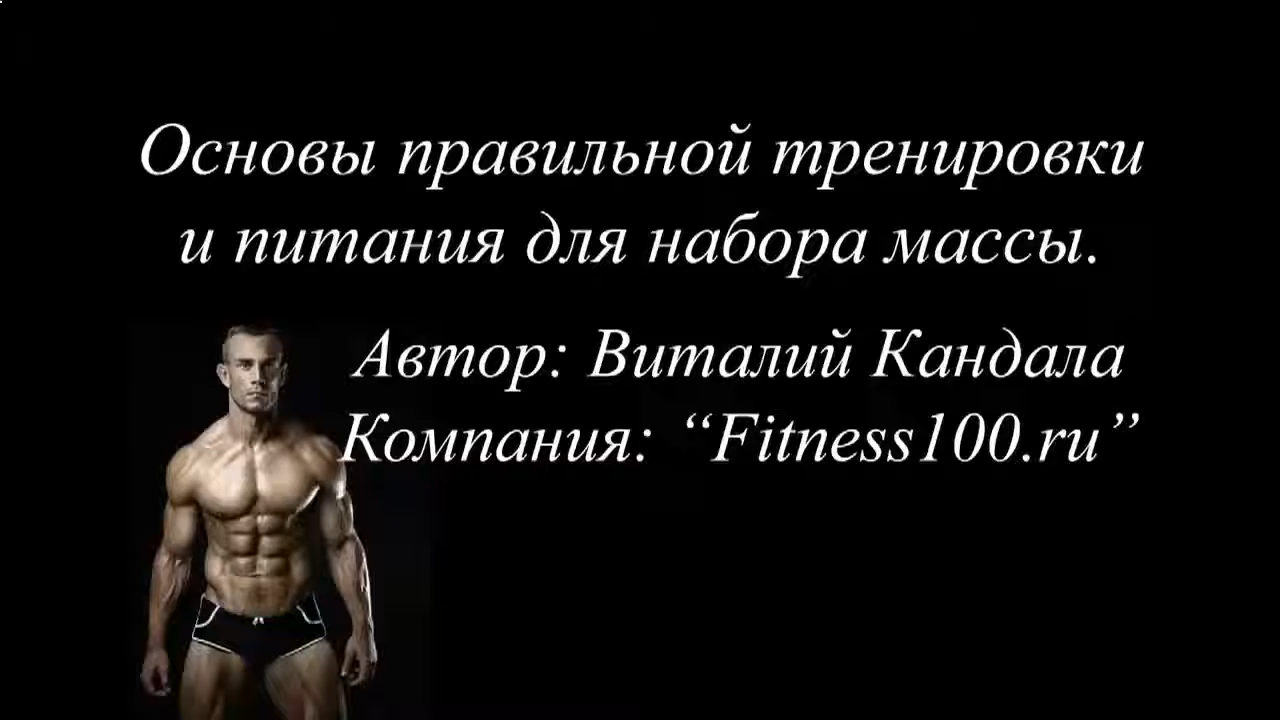 Основы правильной тренировки
и питания для набора массы.
Автор: Виталий Кандала
Компания: “Fitness100.ru”